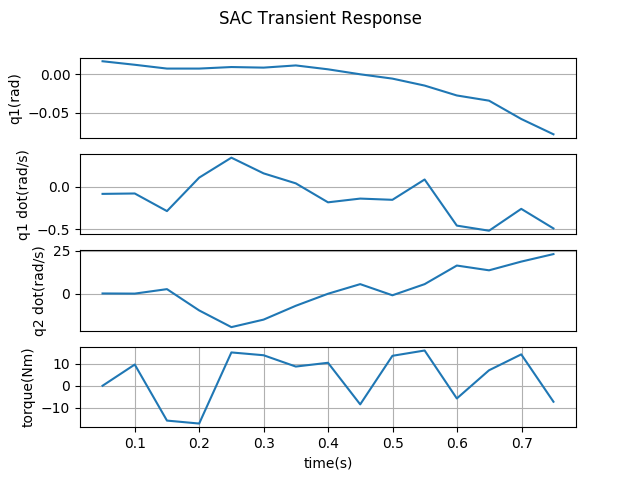 SAC Transient Response
q1(rad)
0.00
−0.05
q1 dot(rad/s)
0.0
−0.5
q2 dot(rad/s)
25
0
torque(Nm)
10
0
−10
0.1 0.2 0.3 0.4 0.5 0.6 0.7
time(s)